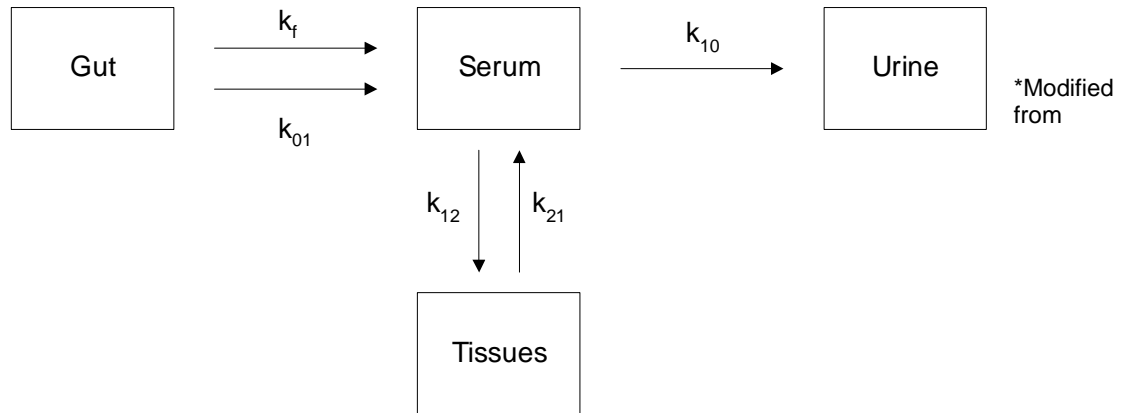 k_f
Gut
Serum
k_10
Urine
*Modified
from
k_01
k_12
k_21
Tissues